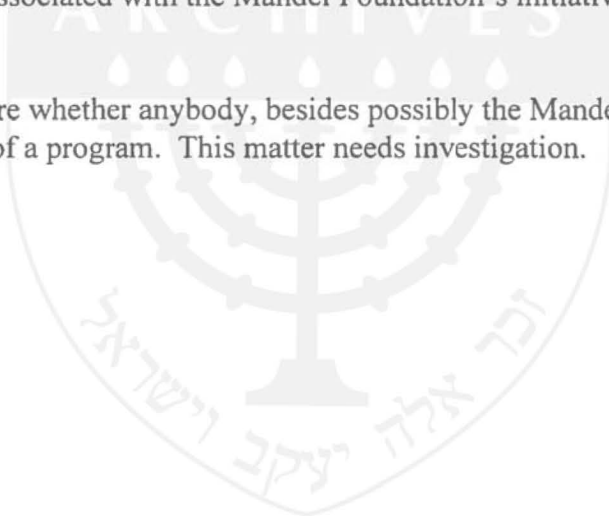 ssociated with the Mandel Foundation's initiativ
ARCHIVES
re whether anybody, besides possibly the Mande
of a program.  This matter needs investigation.
זכר אלה יעקב וישראל